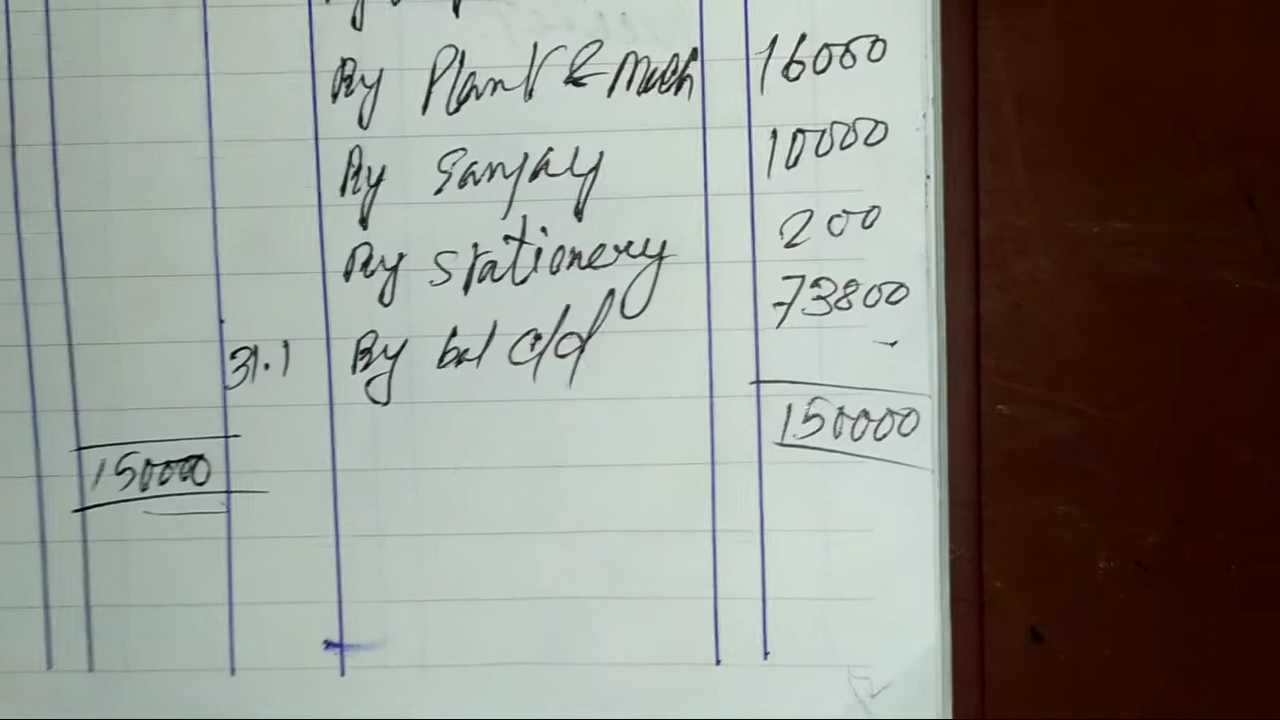 By Plant & Mach 16000
By Sanjay 10000
By Stationery 200
73800
31.1 By bal c/d
150000
150000